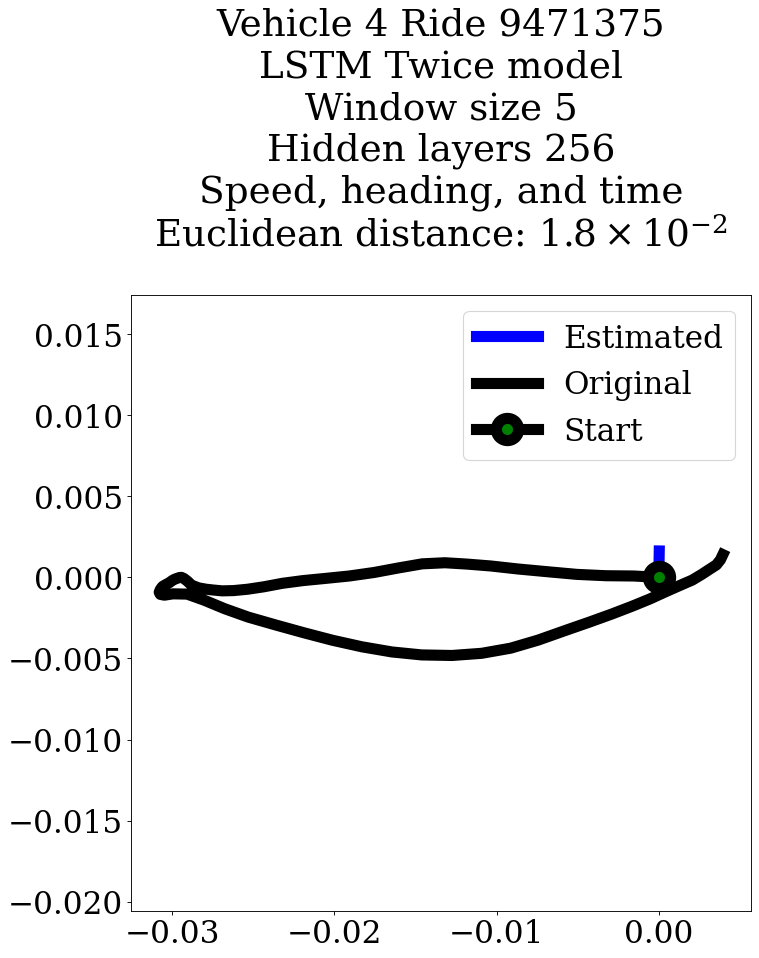 Vehicle 4 Ride 9471375
LSTM Twice model
Window size 5
Hidden layers 256
Speed, heading, and time
Euclidean distance: 1.8 × 10⁻²
Estimated
Original
Start
0.015
0.010
0.005
0.000
−0.005
−0.010
−0.015
−0.020
−0.03 −0.02 −0.01 0.00